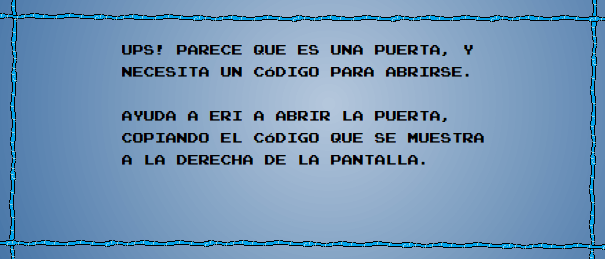 UPS! PARECE QUE ES UNA PUERTA, Y
NECESITA UN CóDIGO PARA ABRIRSE.
AYUDA A ERI A ABRIR LA PUERTA,
COPIANDO EL CóDIGO QUE SE MUESTRA
A LA DERECHA DE LA PANTALLA.